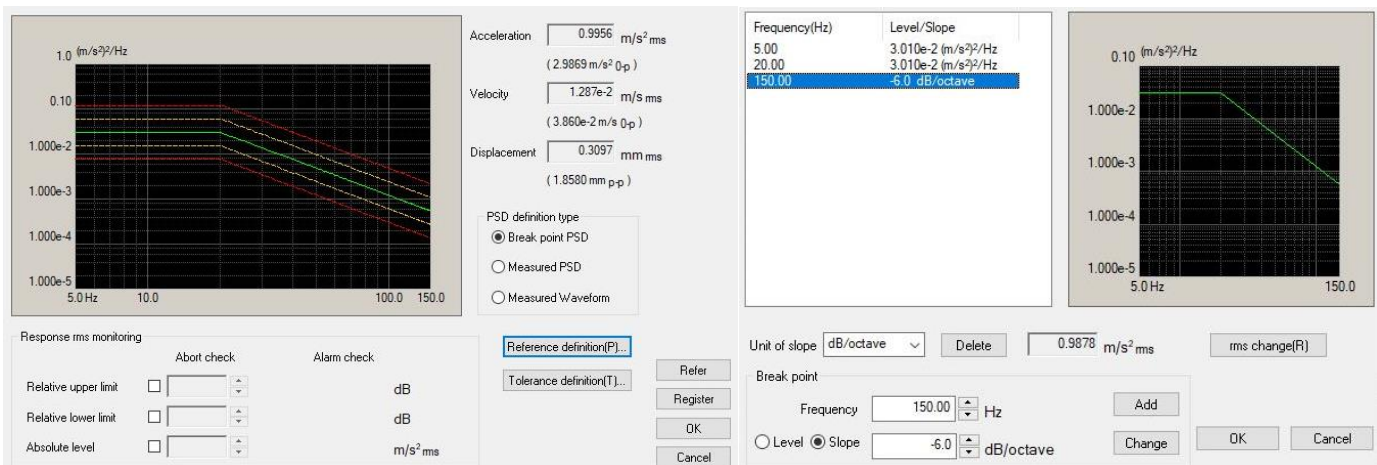 1.0 (m/s²)²/Hz
0.10
1.000e-2
1.000e-3
1.000e-4
1.000e-5
5.0 Hz 10.0 100.0 150.0
Acceleration 0.9956 m/s² rms
( 2.9869 m/s² 0-p )
Velocity 1.287e-2 m/s rms
( 3.860e-2 m/s 0-p )
Displacement 0.3097 mm rms
( 1.8580 mm p-p )
PSD definition type
Break point PSD
Measured PSD
Measured Waveform
Response rms monitoring
Abort check Alarm check
Relative upper limit dB
Relative lower limit dB
Absolute level m/s² rms
Reference definition(P)...
Tolerance definition(T)...
Refer
Register
OK
Cancel
Frequency(Hz) Level/Slope
5.00 3.010e-2 (m/s²)²/Hz
20.00 3.010e-2 (m/s²)²/Hz
150.00 -6.0 dB/octave
0.10 (m/s²)²/Hz
1.000e-2
1.000e-3
1.000e-4
1.000e-5
5.0 Hz 150.0
Unit of slope dB/octave Delete 0.9878 m/s² rms rms change(R)
Break point
Frequency 150.00 Hz Add
Level Slope -6.0 dB/octave Change OK Cancel